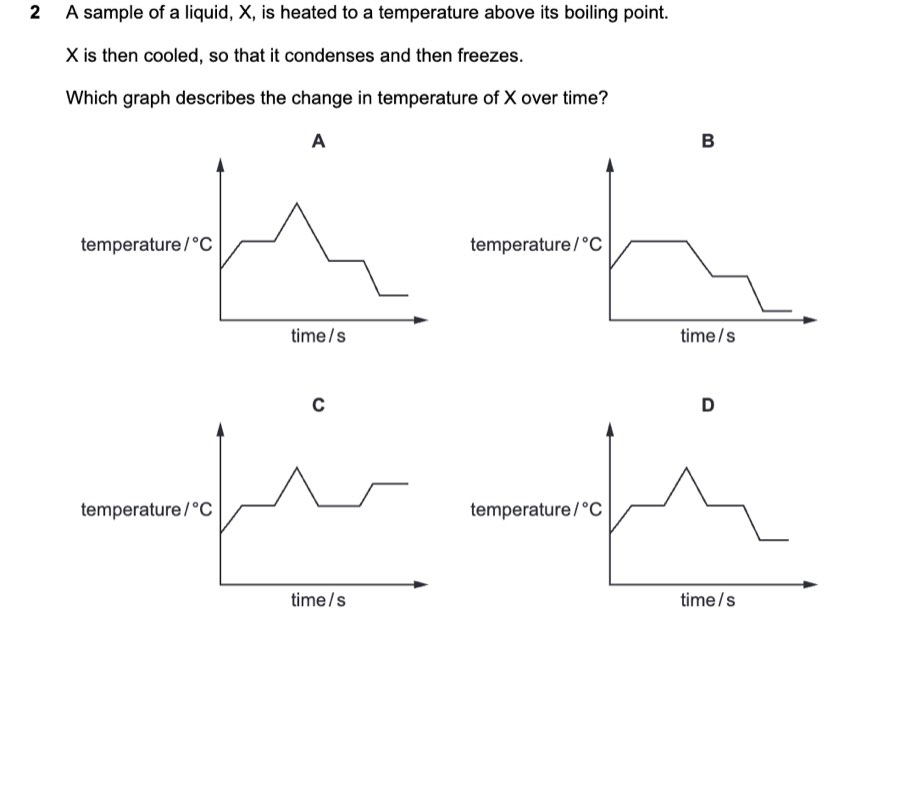 2 A sample of a liquid, X, is heated to a temperature above its boiling point.
X is then cooled, so that it condenses and then freezes.
Which graph describes the change in temperature of X over time?
A
B
temperature / °C
temperature / °C
time / s
time / s
C
D
temperature / °C
temperature / °C
time / s
time / s